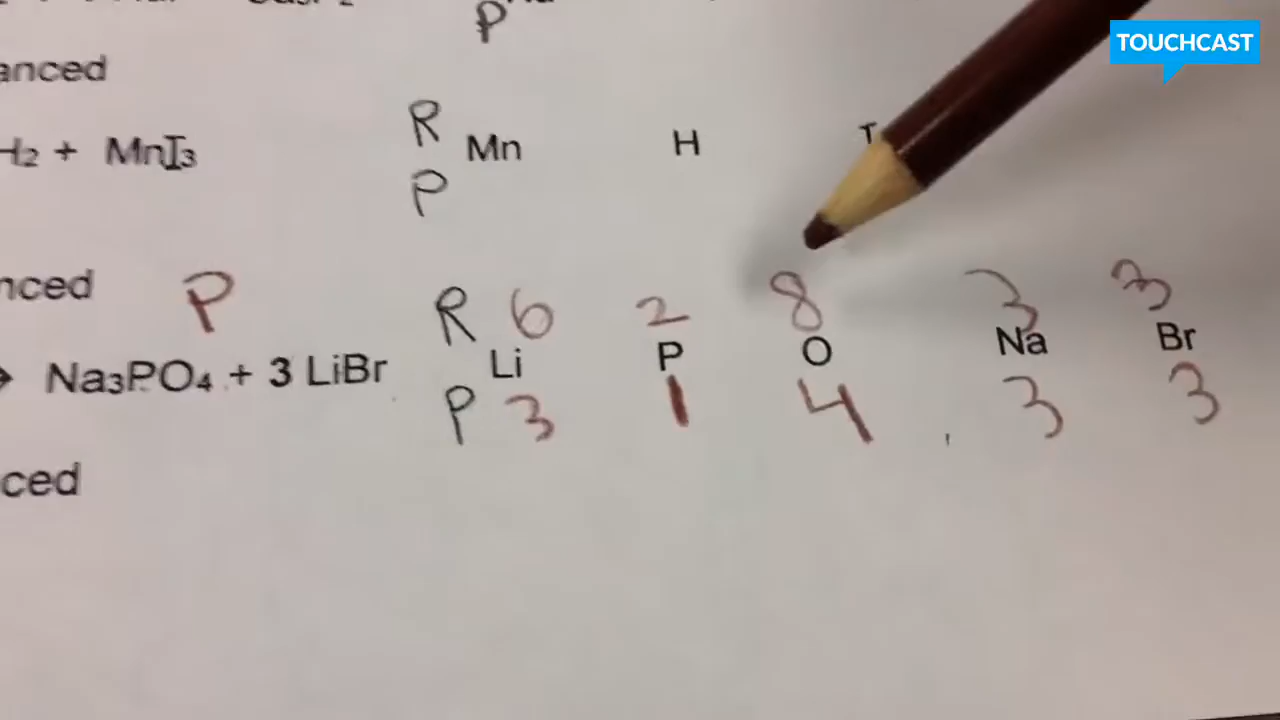 TOUCHCAST
P
anced
R
H₂ + MnI₃ Mn H
P
nced P R 6 2 8 3 3
→ Na₃PO₄ + 3 LiBr Li P O Na Br
P 3 1 4 3 3
ced